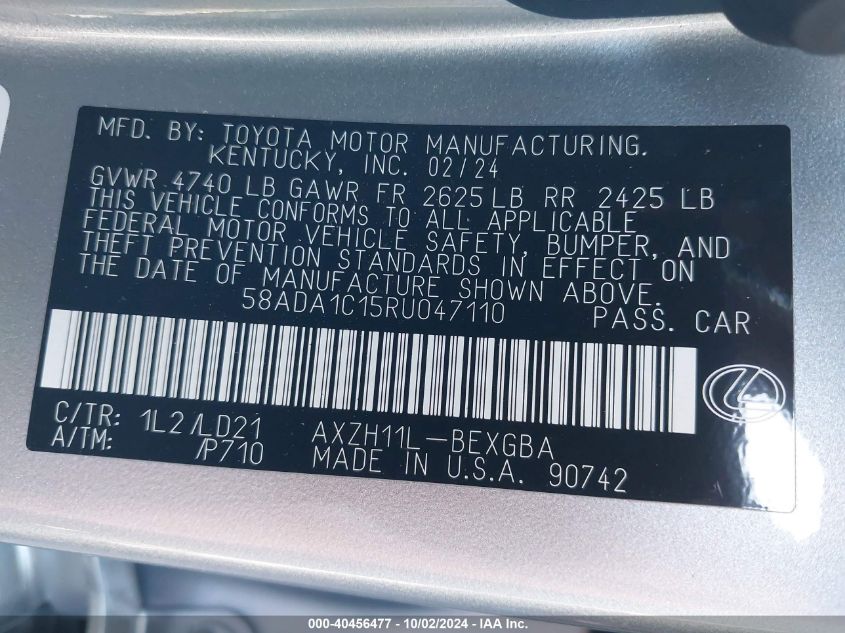 MFD. BY: TOYOTA MOTOR MANUFACTURING.
KENTUCKY, INC. 02/24
GVWR 4740 LB GAWR FR 2625 LB RR 2425 LB
THIS VEHICLE CONFORMS TO ALL APPLICABLE
FEDERAL MOTOR VEHICLE SAFETY, BUMPER, AND
THEFT PREVENTION STANDARDS IN EFFECT ON
THE DATE OF MANUFACTURE SHOWN ABOVE.
58ADA1C15RU047110 PASS. CAR
C/TR: 1L2/LD21 AXZH11L-BEXGBA
A/TM: /P710 MADE IN U.S.A. 90742
000-40456477 - 10/02/2024 - IAA Inc.